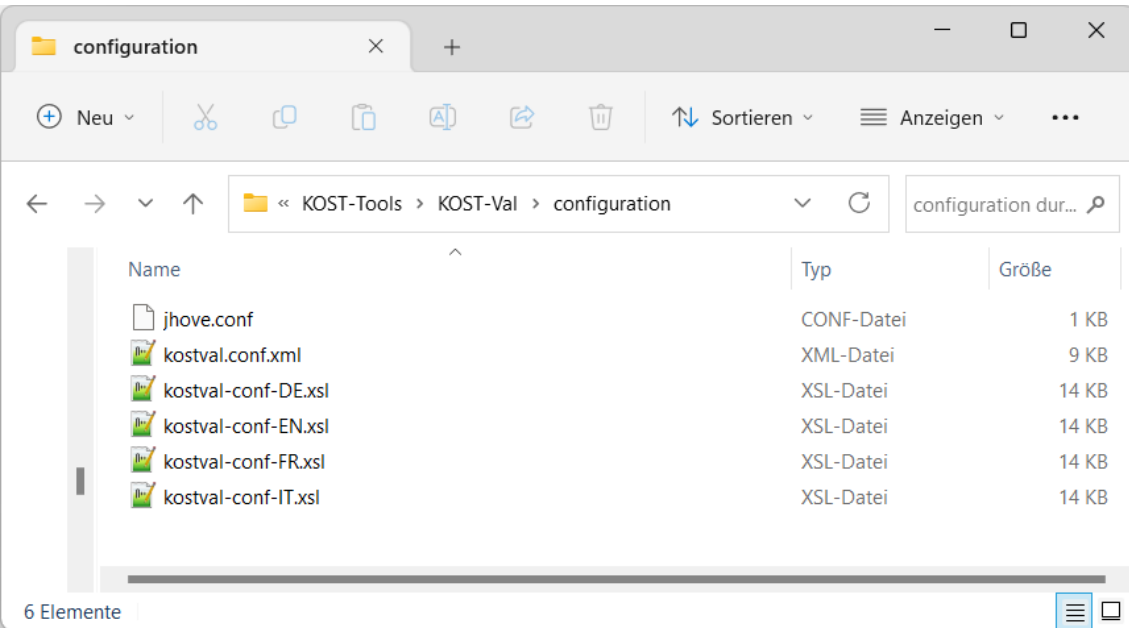 configuration
Neu Sortieren Anzeigen
« KOST-Tools > KOST-Val > configuration configuration dur...
Name Typ Größe
jhove.conf CONF-Datei 1 KB
kostval.conf.xml XML-Datei 9 KB
kostval-conf-DE.xsl XSL-Datei 14 KB
kostval-conf-EN.xsl XSL-Datei 14 KB
kostval-conf-FR.xsl XSL-Datei 14 KB
kostval-conf-IT.xsl XSL-Datei 14 KB
6 Elemente